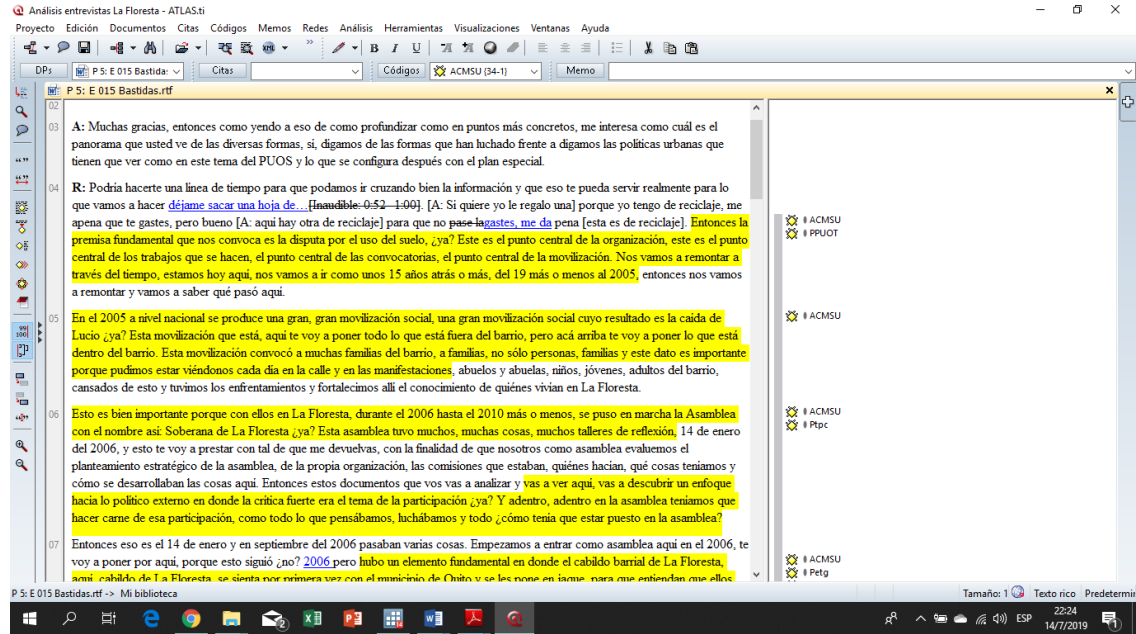 Análisis entrevistas La Floresta - ATLAS.ti
Proyecto Edición Documentos Citas Códigos Memos Redes Análisis Herramientas Visualizaciones Ventanas Ayuda
B I U
DPs P 5: E 015 Bastida: Citas Códigos ACMSU {34-1} Memo
P 5: E 015 Bastidas.rtf
02
03 A: Muchas gracias, entonces como yendo a eso de como profundizar como en puntos más concretos, me interesa como cuál es el
panorama que usted ve de las diversas formas, sí, digamos de las formas que han luchado frente a digamos las políticas urbanas que
tienen que ver como en este tema del PUOS y lo que se configura después con el plan especial.
04 R: Podría hacerte una línea de tiempo para que podamos ir cruzando bien la información y que eso te pueda servir realmente para lo
que vamos a hacer déjame sacar una hoja de…[Inaudible: 0:52 1:00]. [A: Si quiere yo le regalo una] porque yo tengo de reciclaje, me
apena que te gastes, pero bueno [A: aquí hay otra de reciclaje] para que no pase lagastes, me da pena [esta es de reciclaje]. Entonces la
premisa fundamental que nos convoca es la disputa por el uso del suelo, ¿ya? Este es el punto central de la organización, este es el punto
central de los trabajos que se hacen, el punto central de las convocatorias, el punto central de la movilización. Nos vamos a remontar a
través del tiempo, estamos hoy aquí, nos vamos a ir como unos 15 años atrás o más, del 19 más o menos al 2005, entonces nos vamos
a remontar y vamos a saber qué pasó aquí.
ACMSU
PPUOT
05 En el 2005 a nivel nacional se produce una gran, gran movilización social, una gran movilización social cuyo resultado es la caída de
Lucio ¿ya? Esta movilización que está, aquí te voy a poner todo lo que está fuera del barrio, pero acá arriba te voy a poner lo que está
dentro del barrio. Esta movilización convocó a muchas familias del barrio, a familias, no sólo personas, familias y este dato es importante
porque pudimos estar viéndonos cada día en la calle y en las manifestaciones, abuelos y abuelas, niños, jóvenes, adultos del barrio,
cansados de esto y tuvimos los enfrentamientos y fortalecimos allí el conocimiento de quiénes vivían en La Floresta.
ACMSU
06 Esto es bien importante porque con ellos en La Floresta, durante el 2006 hasta el 2010 más o menos, se puso en marcha la Asamblea
con el nombre así: Soberana de La Floresta ¿ya? Esta asamblea tuvo muchos, muchas cosas, muchos talleres de reflexión, 14 de enero
del 2006, y esto te voy a prestar con tal de que me devuelvas, con la finalidad de que nosotros como asamblea evaluemos el
planteamiento estratégico de la asamblea, de la propia organización, las comisiones que estaban, quiénes hacían, qué cosas teníamos y
cómo se desarrollaban las cosas aquí. Entonces estos documentos que vos vas a analizar y vas a ver aquí, vas a descubrir un enfoque
hacia lo político externo en donde la crítica fuerte era el tema de la participación ¿ya? Y adentro, adentro en la asamblea teníamos que
hacer carne de esa participación, como todo lo que pensábamos, luchábamos y todo ¿cómo tenía que estar puesto en la asamblea?
ACMSU
Ptpc
07 Entonces eso es el 14 de enero y en septiembre del 2006 pasaban varias cosas. Empezamos a entrar como asamblea aquí en el 2006, te
voy a poner por aquí, porque esto siguió ¿no? 2006 pero hubo un elemento fundamental en donde el cabildo barrial de La Floresta,
aquí, cabildo de La Floresta, se sienta por primera vez con el municipio de Quito y se les pone en jaque, para que entiendan que ellos
ACMSU
Petg
P 5: E 015 Bastidas.rtf -> Mi biblioteca
Tamaño: 1 Texto rico Predetermin
ESP
22:24
14/7/2019